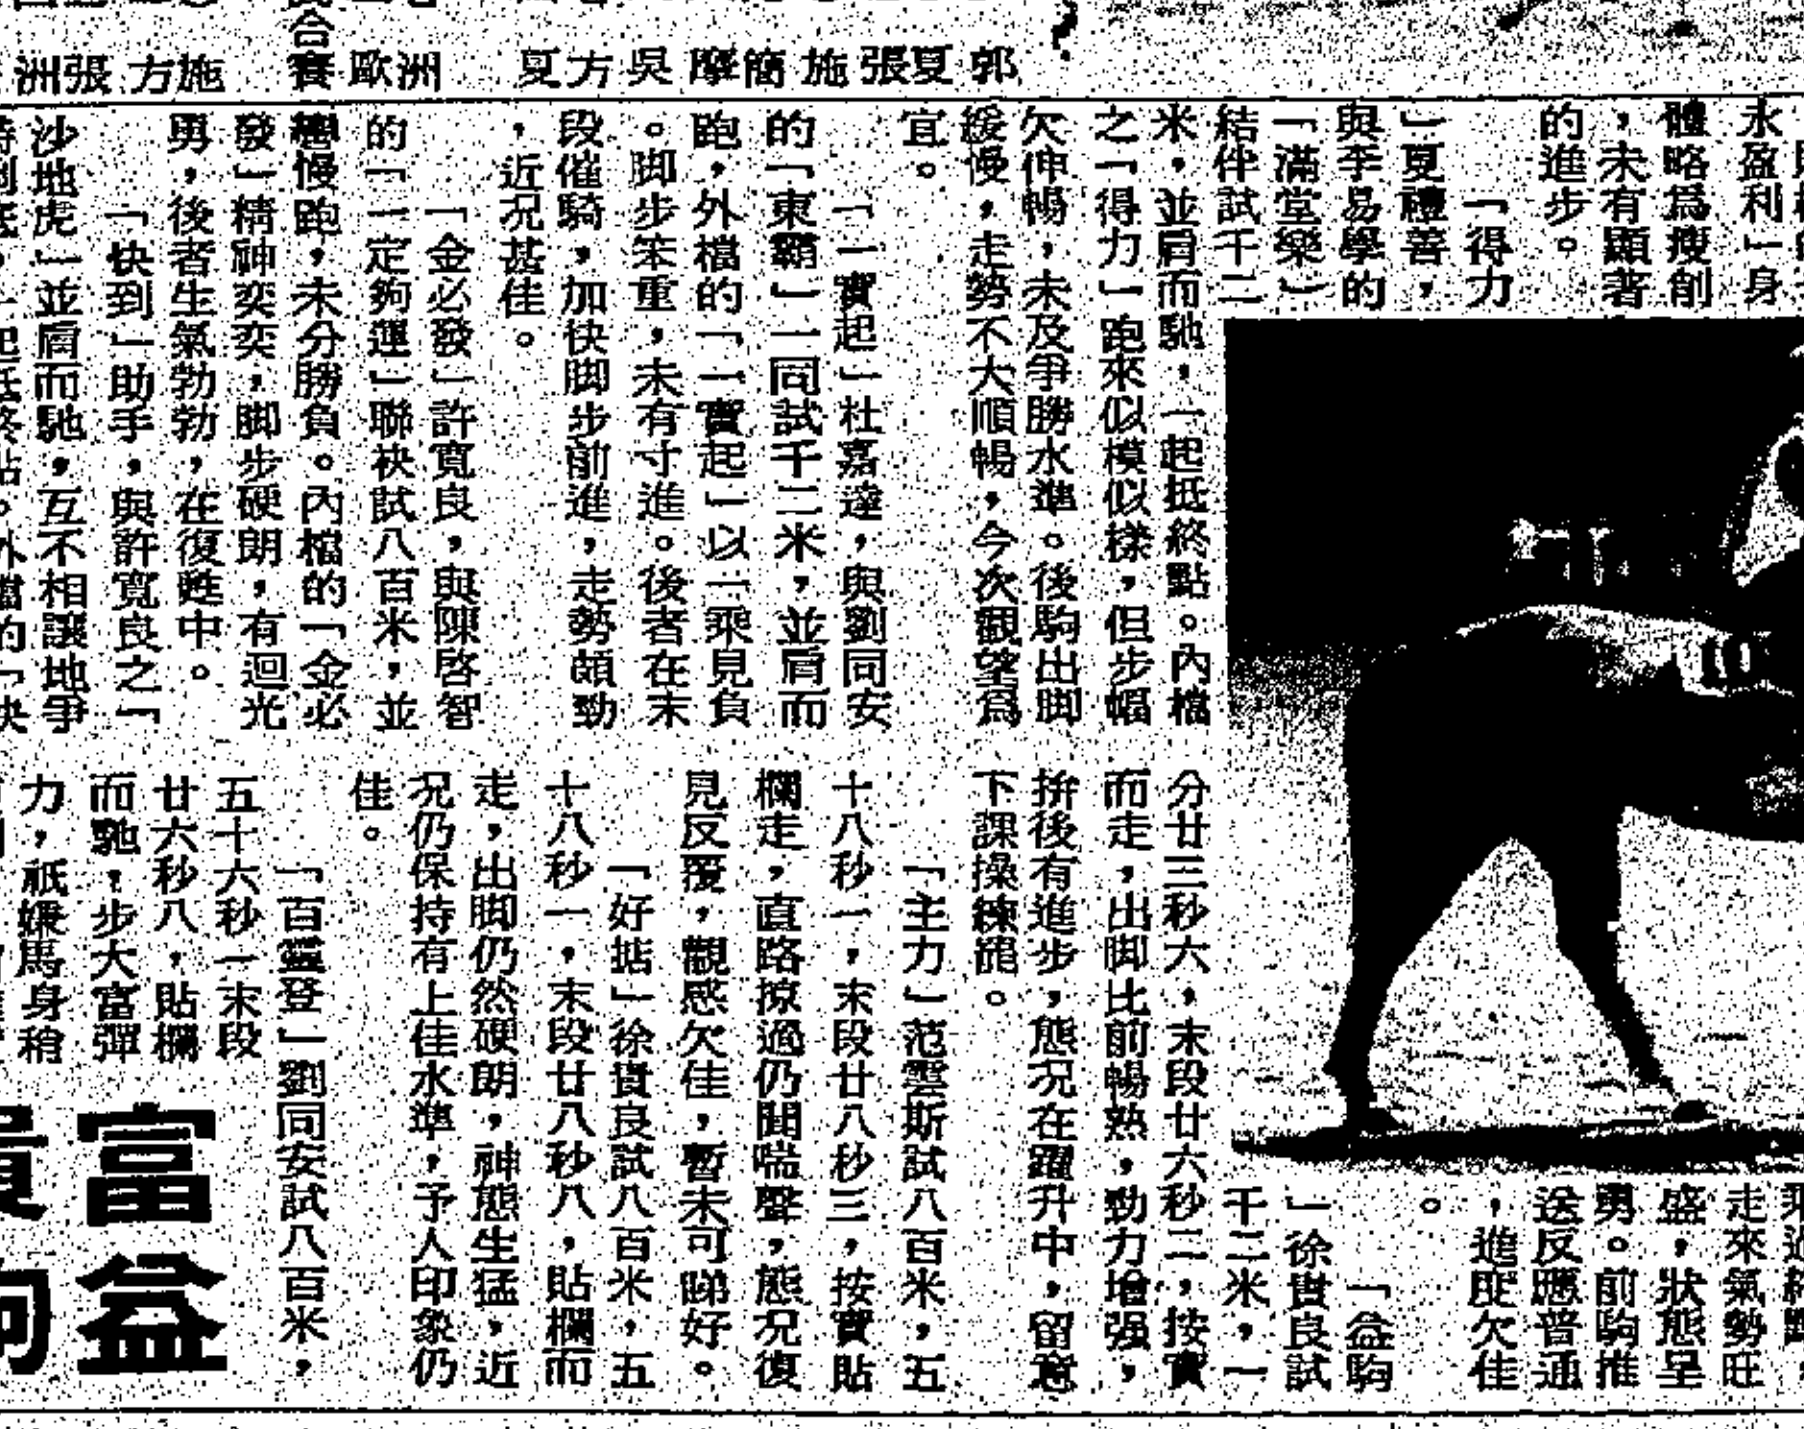 郭
夏
張
施
簡
摩
吳
方
夏
洲
歐
合賽
施
方
張
洲
永盈利」身
體略為瘦削
，未有顯著
的進步。
「得力
」夏禮善，
與李易學的
「滿堂樂」
結伴試千二
米，並肩而馳，一起抵終點。內檔
之「得力」跑來似模似樣，但步幅
欠伸暢，未及爭勝水準。後駒出脚
緩慢，走勢不大順暢，今次觀望為
宜。
「一寶起」杜嘉達，與劉同安
的「東霸」一同試千二米，並肩而
跑，外檔的「一寶起」以一乘見負
。脚步笨重，未有寸進。後者在末
段催騎，加快脚步前進，走勢頗勁
，近況甚佳。
「金必發」許寬良，與陳啓智
的「一定夠運」聯袂試八百米，並
轡慢跑，未分勝負。內檔的「金必
發」精神奕奕，脚步硬朗，有迴光
勇，後者生氣勃勃，在復甦中。
「快到」助手，與許寬良之「
沙地虎」並肩而馳，互不相讓地爭
走來氣勢旺
盛，狀態呈
勇。前駒推
送反應普通
，進度欠佳
。
「益駒
」徐貴良試
千二米，一
分廿三秒六，末段廿六秒二，按實
而走，出脚比前暢熟，勁力增强，
拚後有進步，態況在躍升中，留意
下課操練罷。
「主力」范雲斯試八百米，五
十八秒一，末段廿八秒三，按實貼
欄走，直路掠過仍聞喘聲，態況復
見反覆，觀感欠佳，暫未可睇好。
「好掂」徐貴良試八百米，五
十八秒一，末段廿八秒八，貼欄而
走，出脚仍然硬朗，神態生猛，近
況仍保持有上佳水準，予人印象仍
佳。
「百靈登」劉同安試八百米，
五十六秒一末段
廿六秒八，貼欄
而馳，步大富彈
力，祇嫌馬身稍
富益